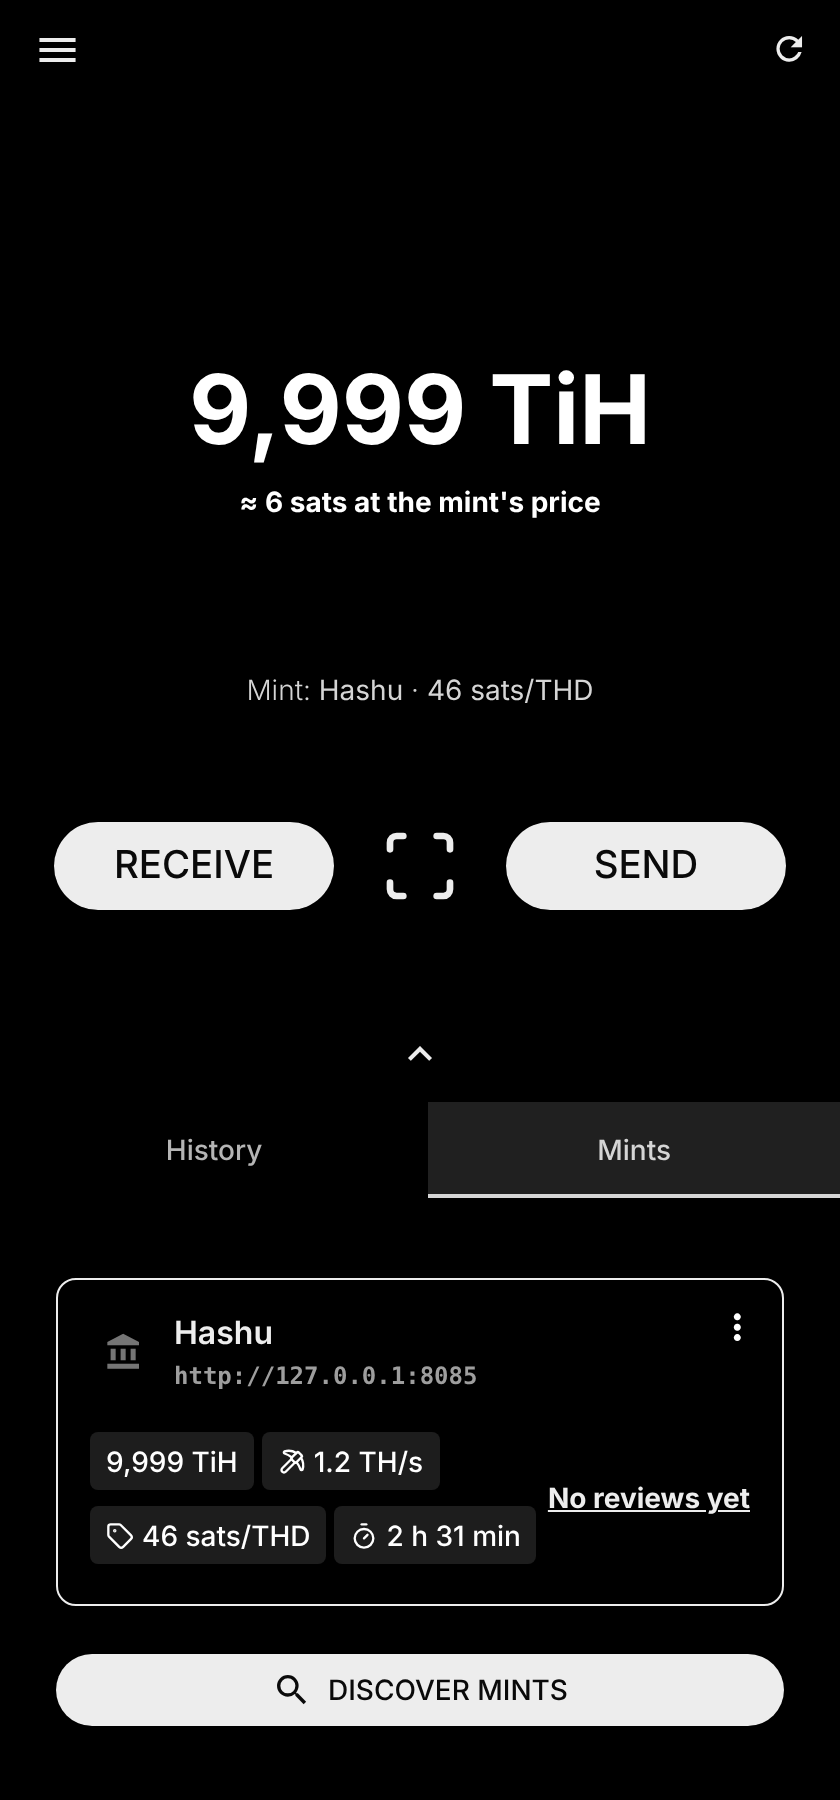 9,999 TiH
≈ 6 sats at the mint's price
Mint: Hashu · 46 sats/THD
RECEIVE
SEND
History
Mints
Hashu
http://127.0.0.1:8085
9,999 TiH
1.2 TH/s
46 sats/THD
2 h 31 min
No reviews yet
DISCOVER MINTS